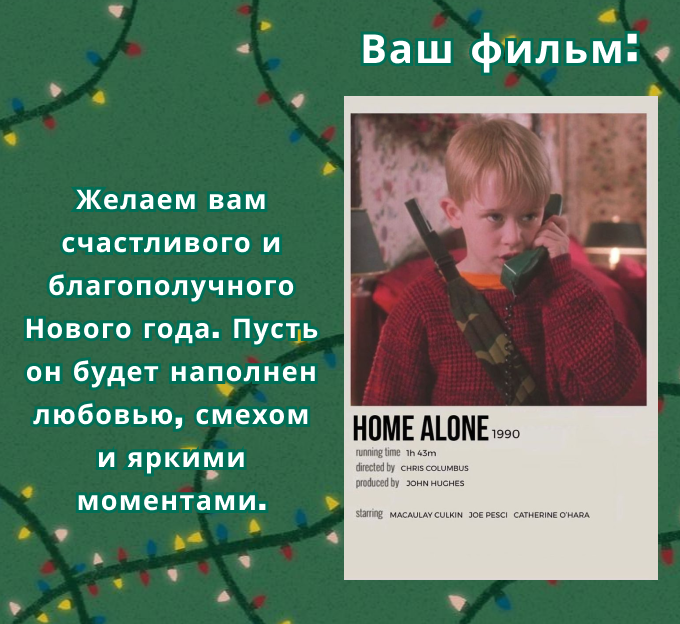 Ваш фильм:
Желаем вам
счастливого и
благополучного
Нового года. Пусть
он будет наполнен
любовью, смехом
и яркими
моментами.
HOME ALONE 1990
running time 1h 43m
directed by CHRIS COLUMBUS
produced by JOHN HUGHES
starring MACAULAY CULKIN JOE PESCI CATHERINE O'HARA